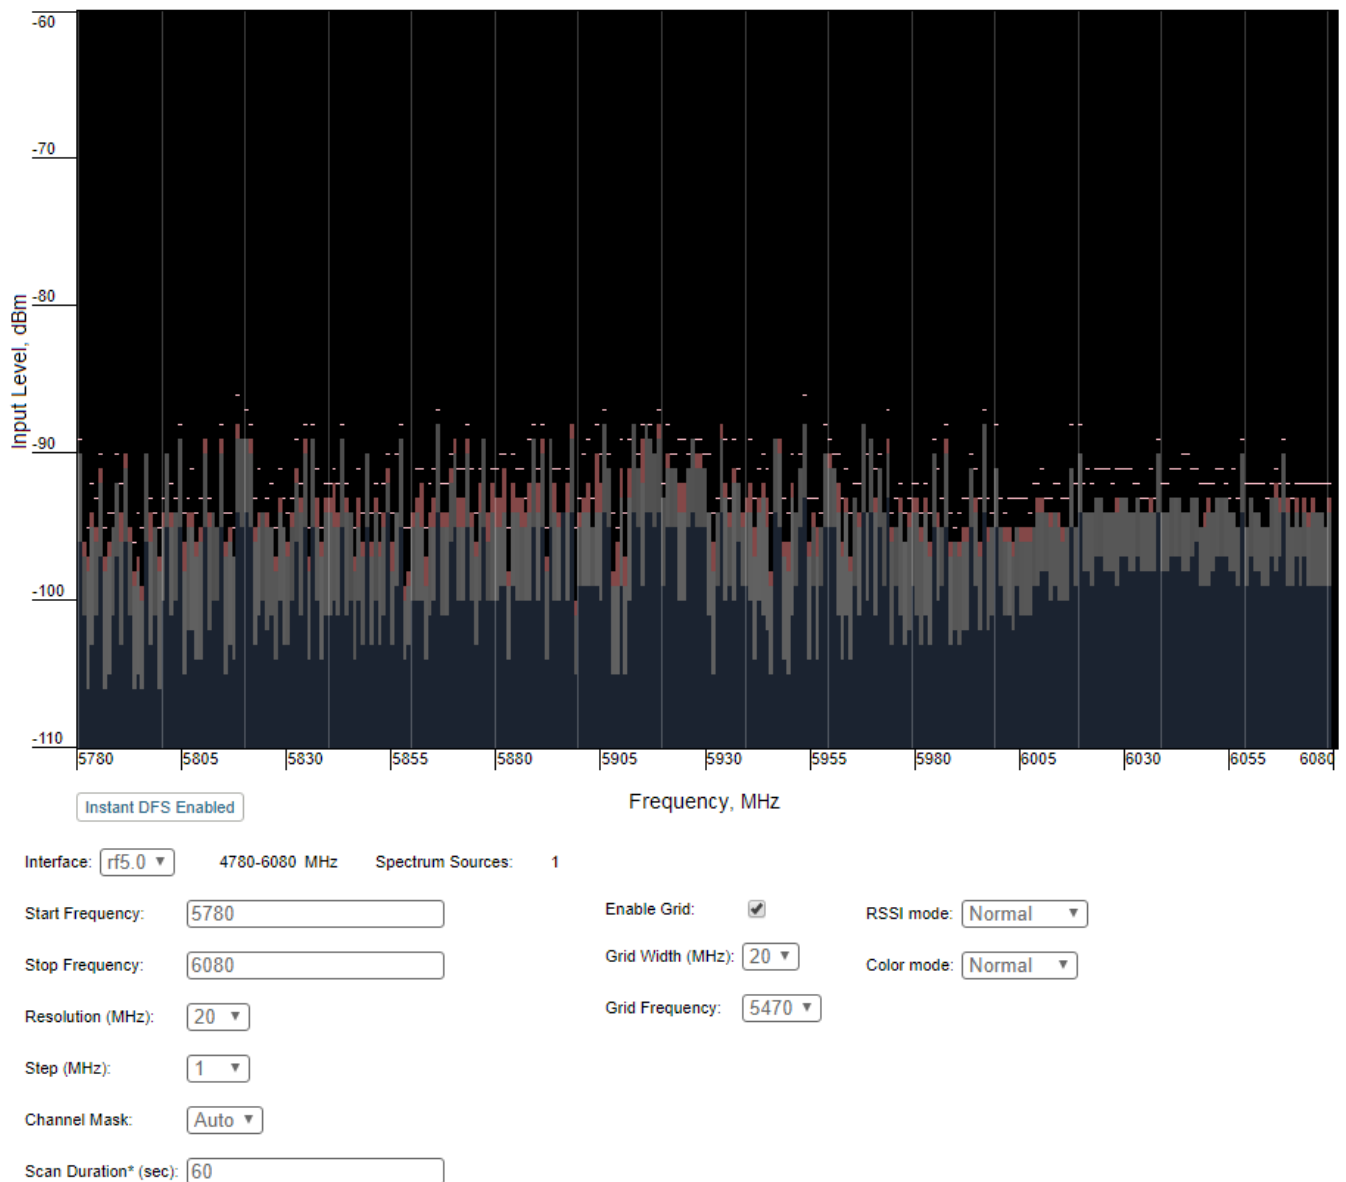 -60
-70
-80
-90
-100
-110
Input Level, dBm
5780 5805 5830 5855 5880 5905 5930 5955 5980 6005 6030 6055 6080
Frequency, MHz
Instant DFS Enabled
Interface: rf5.0 4780-6080 MHz Spectrum Sources: 1
Start Frequency: 5780
Enable Grid: RSSI mode: Normal
Stop Frequency: 6080
Grid Width (MHz): 20 Color mode: Normal
Resolution (MHz): 20
Grid Frequency: 5470
Step (MHz): 1
Channel Mask: Auto
Scan Duration* (sec): 60